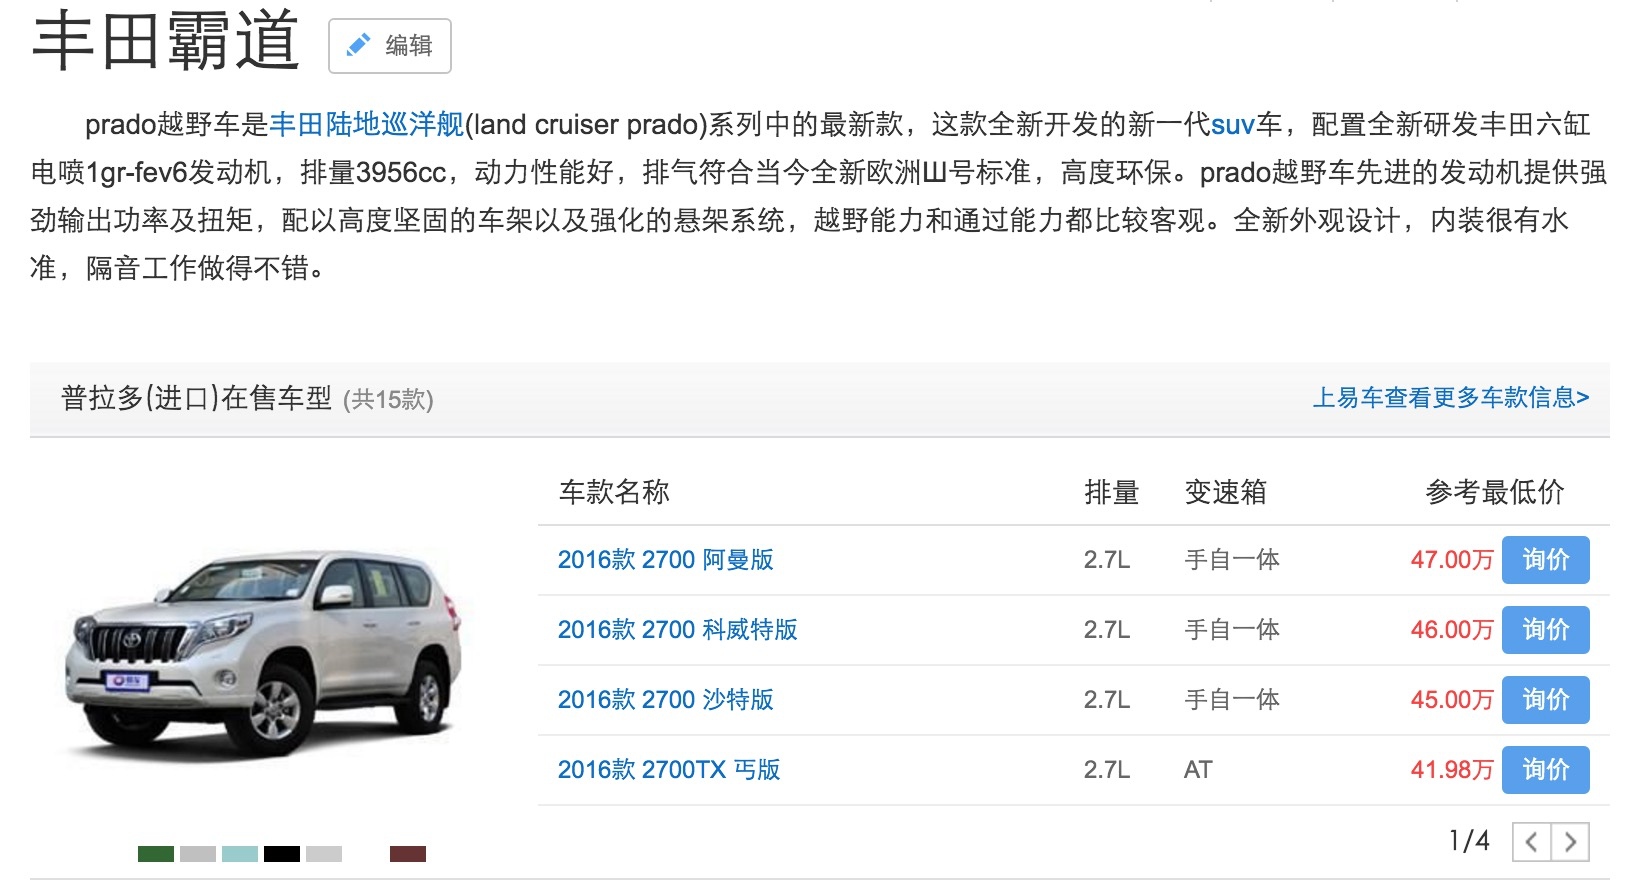 丰田霸道
编辑
prado越野车是丰田陆地巡洋舰(land cruiser prado)系列中的最新款，这款全新开发的新一代suv车，配置全新研发丰田六缸
电喷1gr-fev6发动机，排量3956cc，动力性能好，排气符合当今全新欧洲Ш号标准，高度环保。prado越野车先进的发动机提供强
劲输出功率及扭矩，配以高度坚固的车架以及强化的悬架系统，越野能力和通过能力都比较客观。全新外观设计，内装很有水
准，隔音工作做得不错。
普拉多(进口)在售车型 (共15款) 上易车查看更多车款信息>
车款名称 排量 变速箱 参考最低价
2016款 2700 阿曼版 2.7L 手自一体 47.00万 询价
2016款 2700 科威特版 2.7L 手自一体 46.00万 询价
2016款 2700 沙特版 2.7L 手自一体 45.00万 询价
2016款 2700TX 丐版 2.7L AT 41.98万 询价
1/4 < >